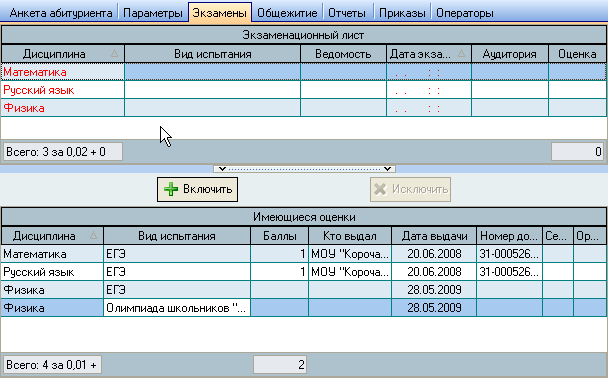 Анкета абитуриента Параметры Экзамены Общежитие Отчеты Приказы Операторы
Экзаменационный лист
Дисциплина Вид испытания Ведомость Дата экза... Аудитория Оценка
Математика . . : :
Русский язык . . : :
Физика . . : :
Всего: 3 за 0,02 + 0 0
Включить Исключить
Имеющиеся оценки
Дисциплина Вид испытания Баллы Кто выдал Дата выдачи Номер до... Се... Ор...
Математика ЕГЭ 1 МОУ "Короча... 20.06.2008 31-000526...
Русский язык ЕГЭ 1 МОУ "Короча... 20.06.2008 31-000526...
Физика ЕГЭ 28.05.2009
Физика Олимпиада школьников "... 28.05.2009
Всего: 4 за 0,01 + 2